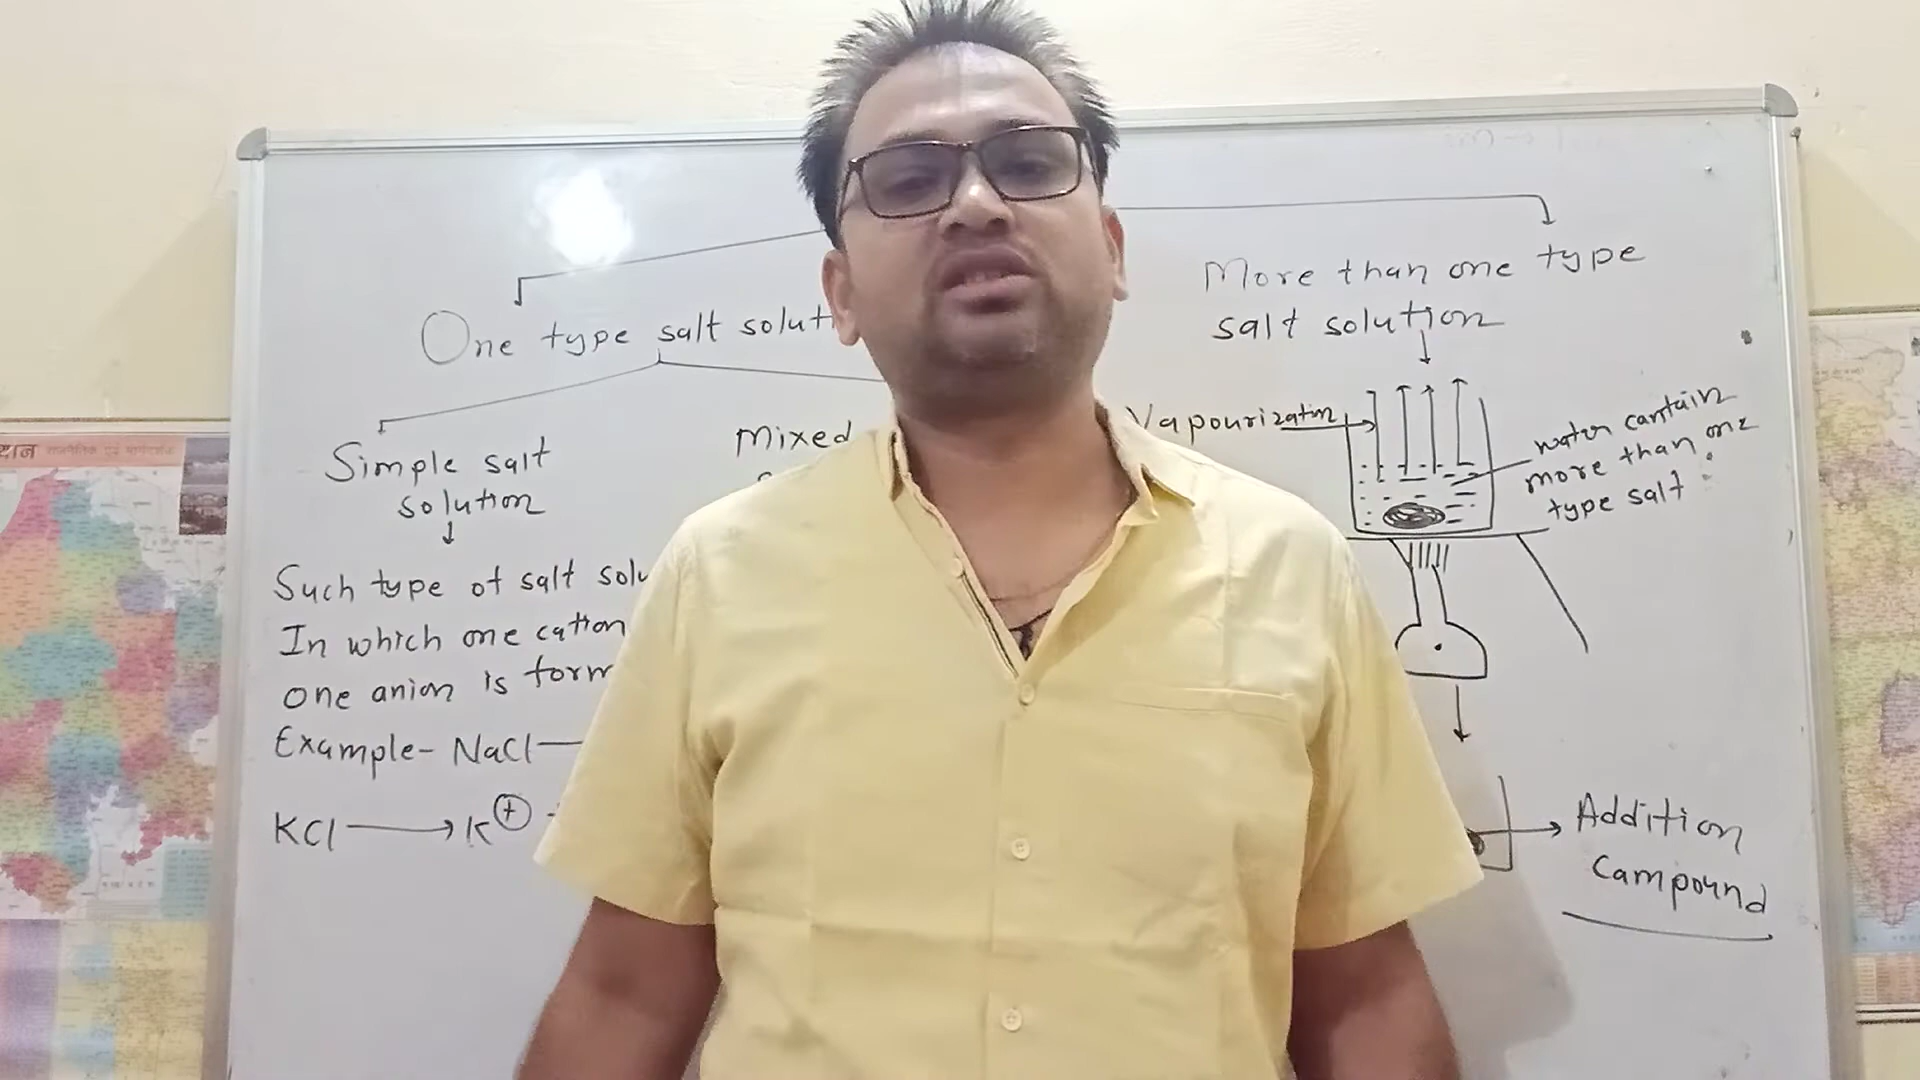 One type salt soluti
Simple salt
solution
Such type of salt solu
In which one cation
one anion is form
Example- NaCl
KCl → K⊕
Mixed
More than one type
salt solution
Vapourization
water cantain
more than one
type salt
Addition
Campound